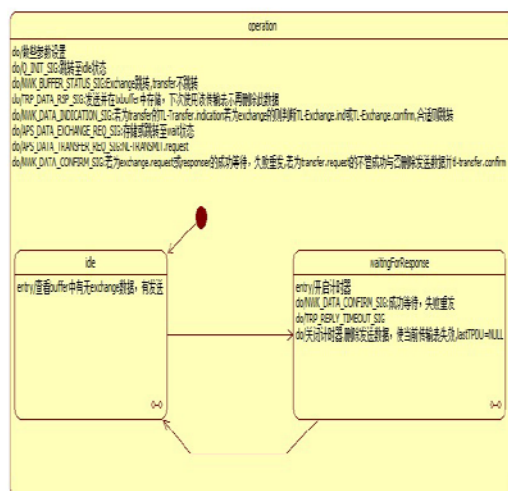 operation
do/做些参数设置
do/Q_INIT_SIG:跳转至idle状态
do/NWK_BUFFER_STATUS_SIG:Exchange跳转,transfer不跳转
do/TRP_DATA_RSP_SIG:发送并在txbuffer中存储，下次使用该传输表示再删除此数据
do/NWK_DATA_INDICATION_SIG:若为transfer的TL-Transfer.indication若为exchange的则判断TL-Exchange.ind或TL-Exchange.confirm,合适则跳转
do/APS_DATA_EXCHANGE_REQ_SIG:存储或跳转至wait状态
do/APS_DATA_TRANSFER_REQ_SIG:NL-TRANSMIT.request
do/NWK_DATA_CONFIRM_SIG:若为exchange.request或responser的成功等待，失败重发,若为transfer.request的不管成功与否删除发送数据tl-transfer.confirm
idle
entry/查看buffer中有无exchange数据，有发送
waitingForResponse
entry/开启计时器
do/NWK_DATA_CONFIRM_SIG:成功等待，失败重发
do/TRP_REPLY_TIMEOUT_SIG
do/关闭计时器,删除发送数据，使当前传输表失效,lastTPDU=NULL